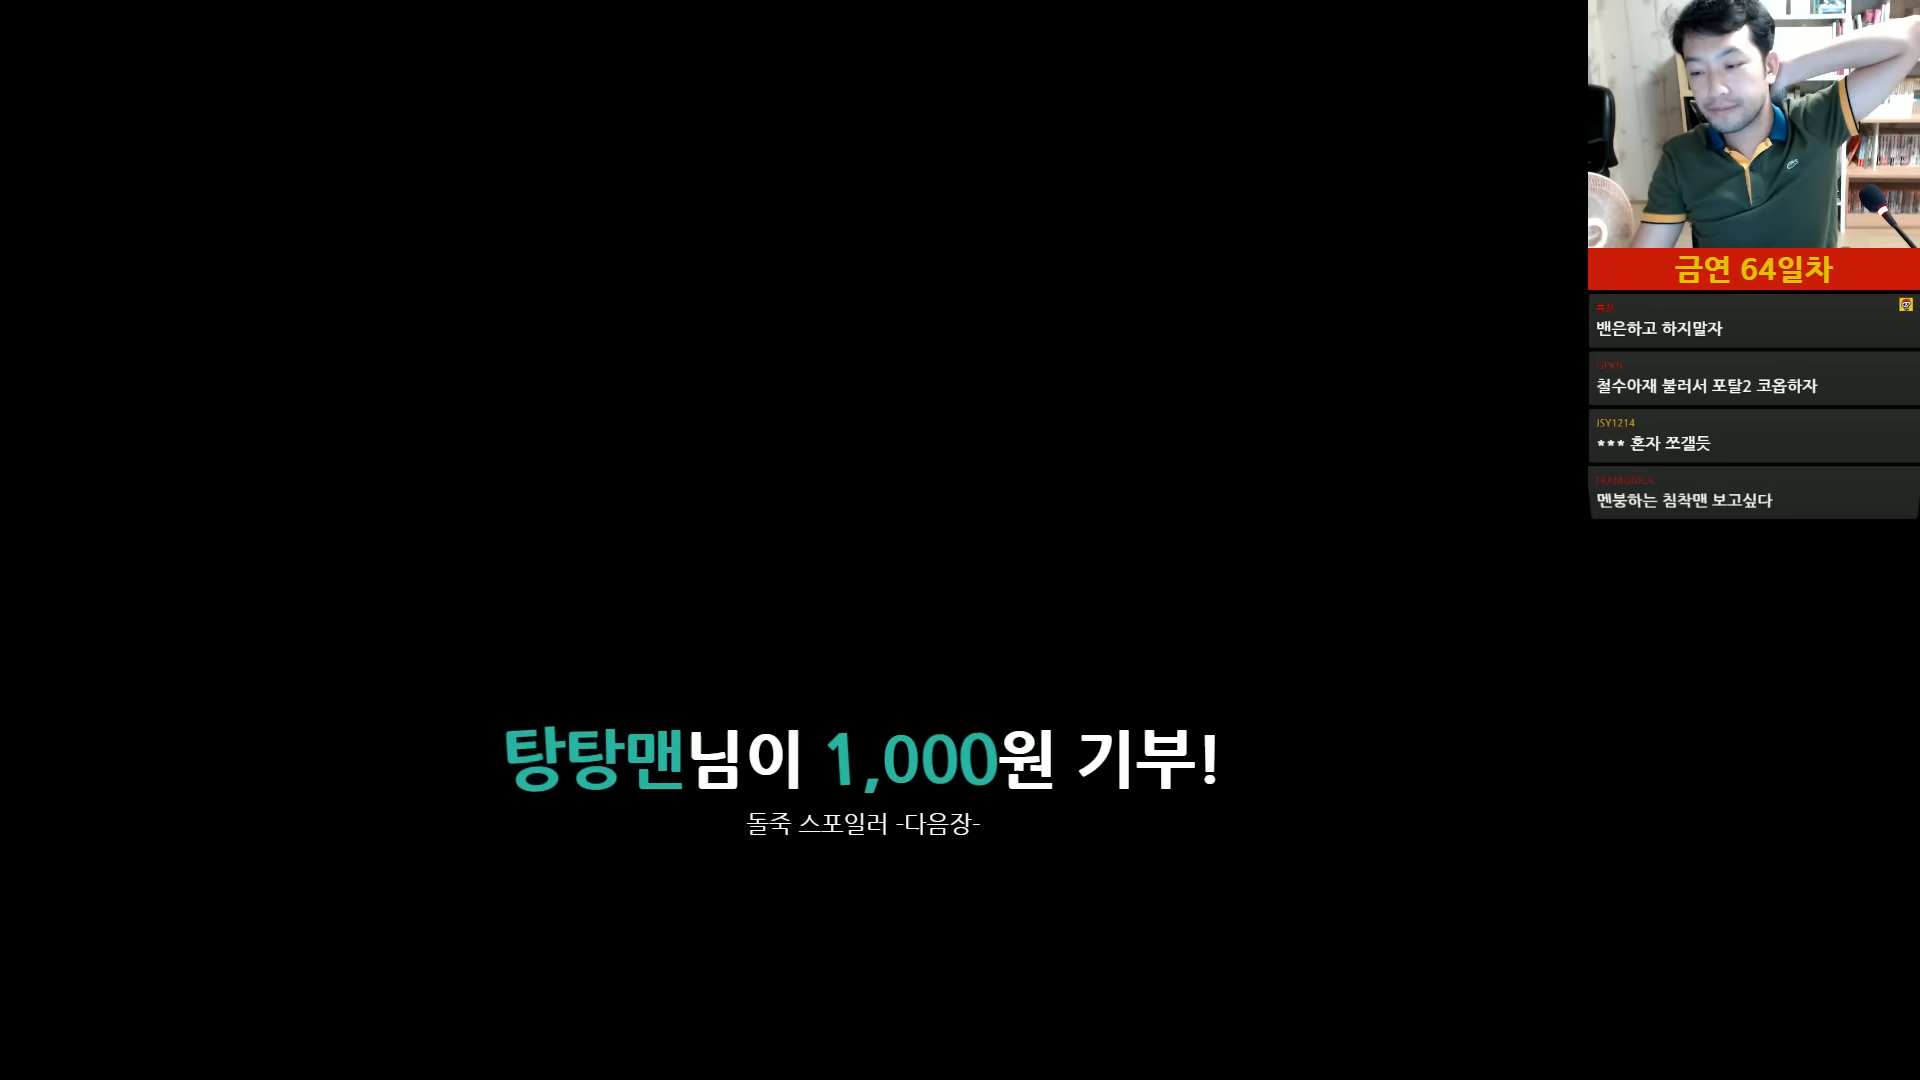 금연 64일차
밴은하고 하지말자
GPKN
철수아재 불러서 포탈2 코옵하자
JSY1214
*** 혼자 쪼갤듯
TRAMONICA
멘붕하는 침착맨 보고싶다
탕탕맨님이 1,000원 기부!
돌죽 스포일러 -다음장-